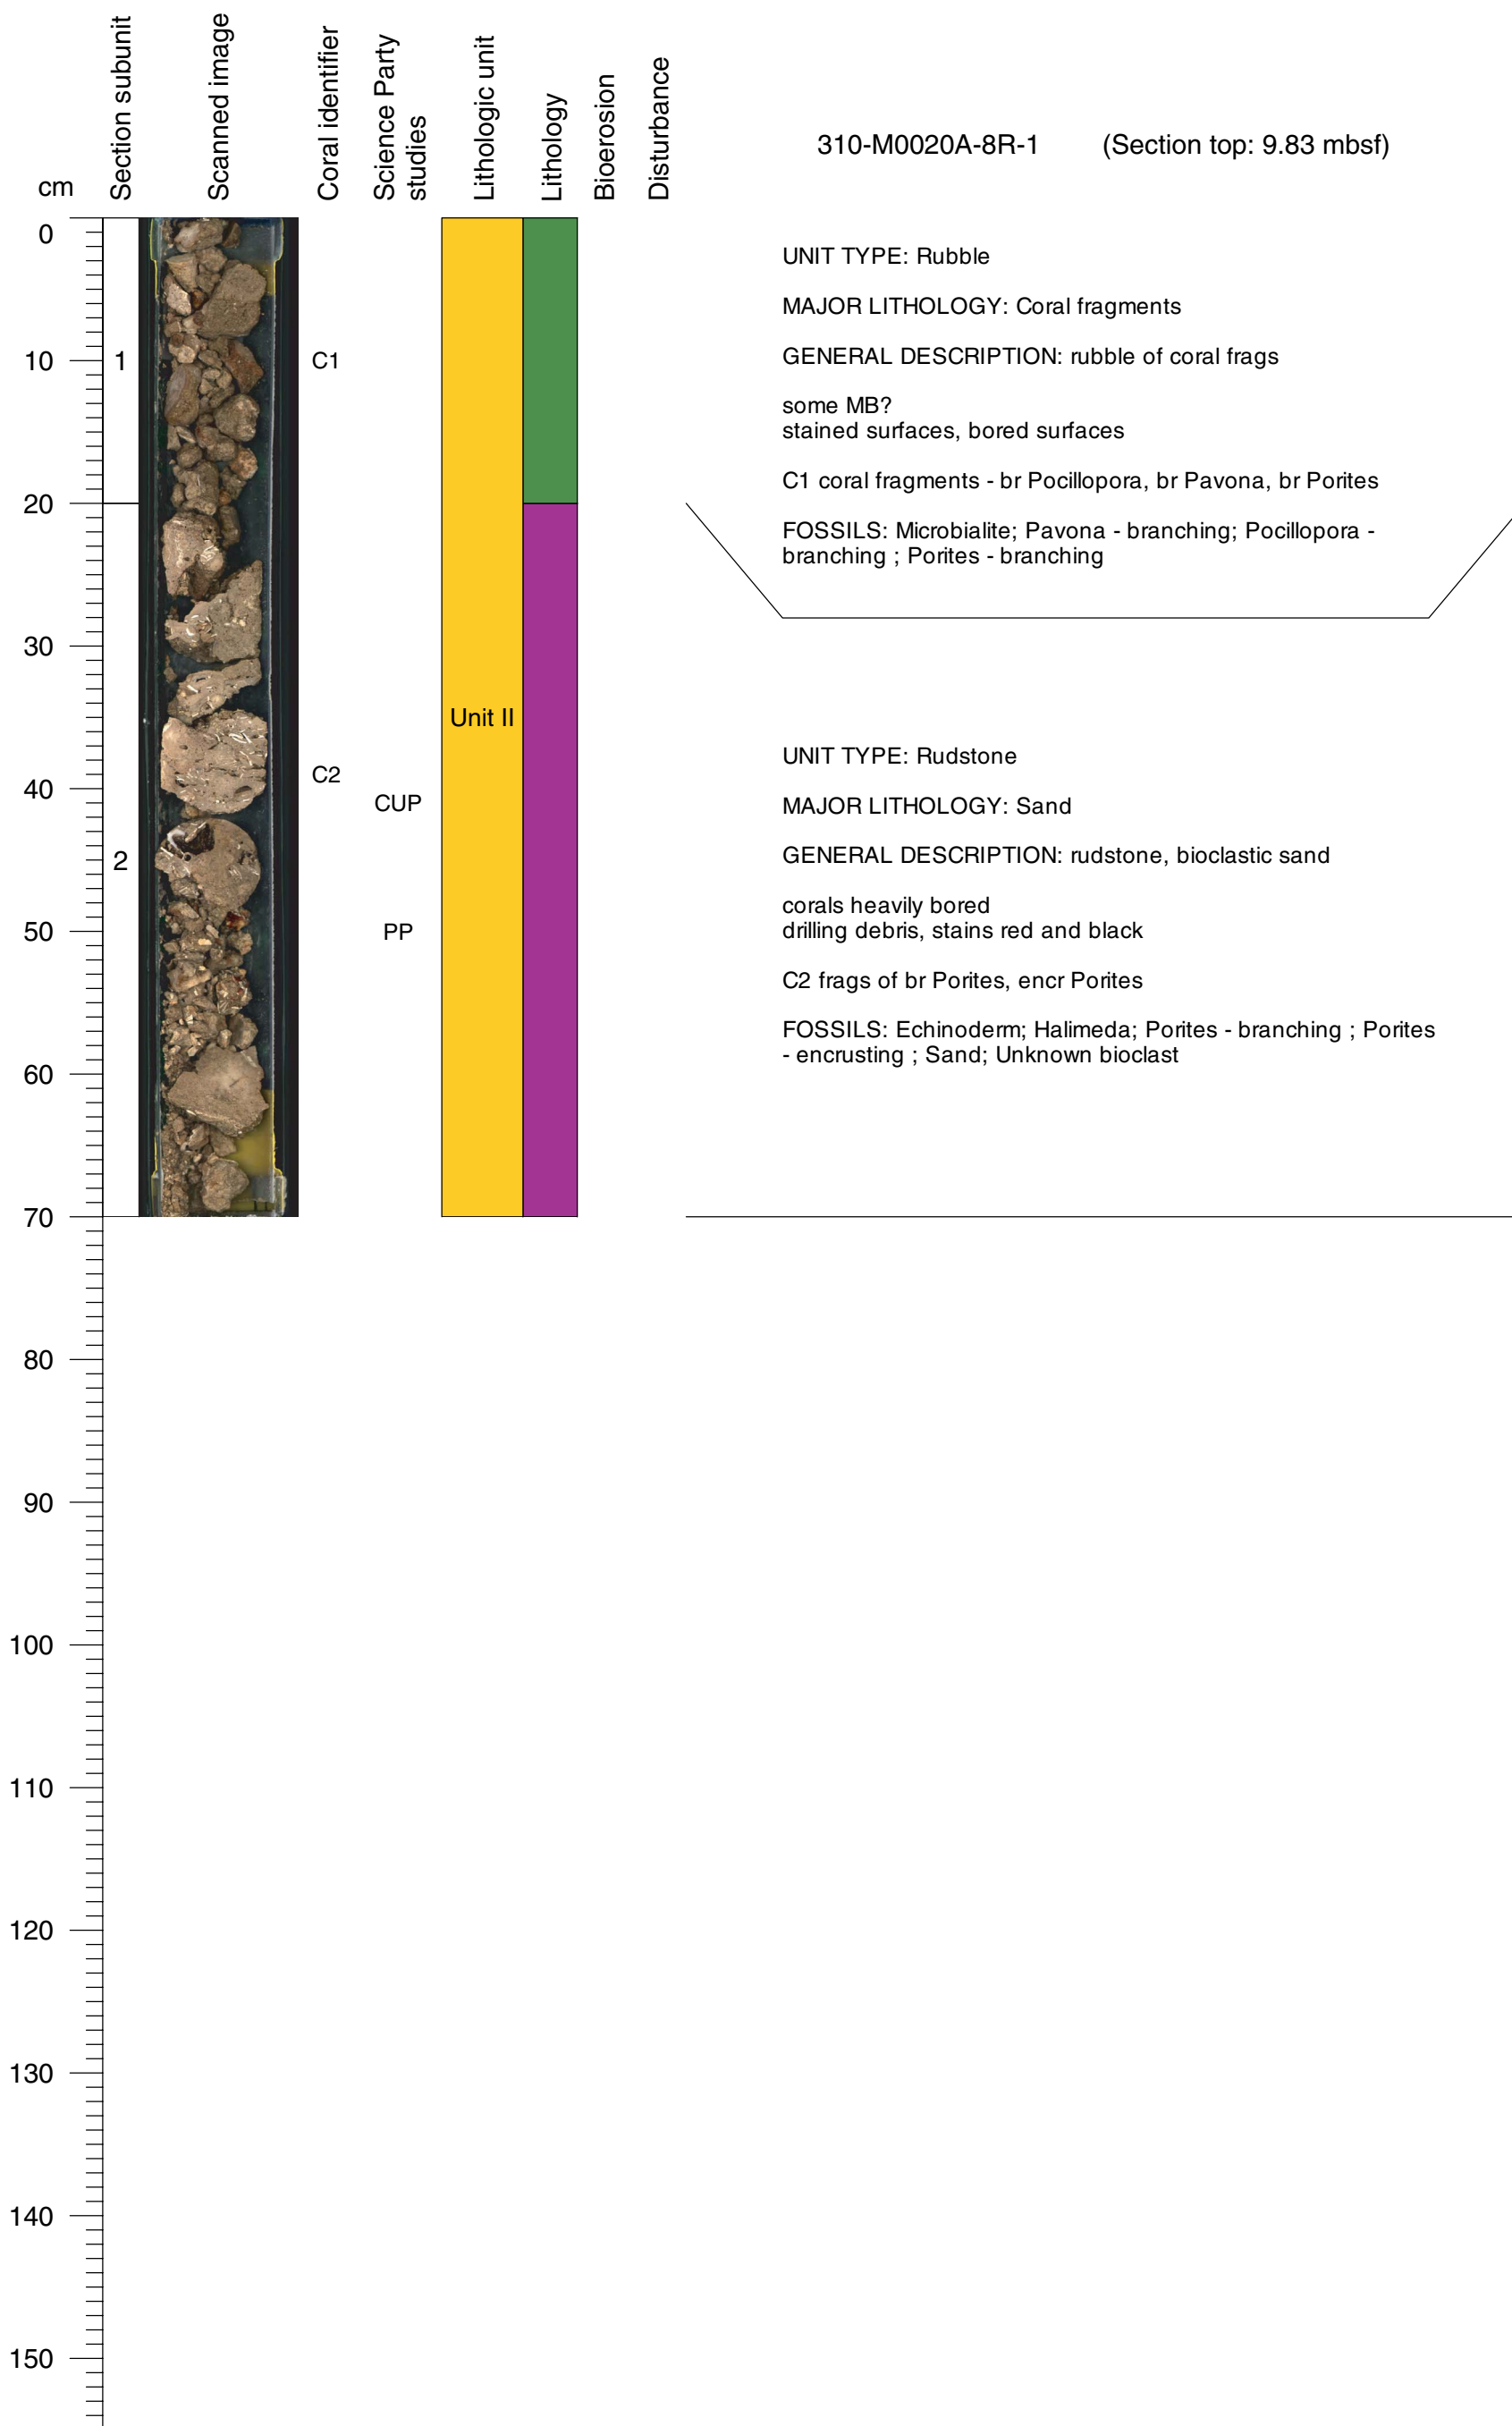 Section subunit
Scanned image
Coral identifier
Science Party
studies
Lithologic unit
Lithology
Bioerosion
Disturbance
310-M0020A-8R-1 (Section top: 9.83 mbsf)
cm
0
UNIT TYPE: Rubble
MAJOR LITHOLOGY: Coral fragments
10 1 C1
GENERAL DESCRIPTION: rubble of coral frags
some MB?
stained surfaces, bored surfaces
C1 coral fragments - br Pocillopora, br Pavona, br Porites
20
FOSSILS: Microbialite; Pavona - branching; Pocillopora -
branching ; Porites - branching
30
Unit II
UNIT TYPE: Rudstone
C2
40
CUP
MAJOR LITHOLOGY: Sand
2
GENERAL DESCRIPTION: rudstone, bioclastic sand
corals heavily bored
50 PP
drilling debris, stains red and black
C2 frags of br Porites, encr Porites
FOSSILS: Echinoderm; Halimeda; Porites - branching ; Porites
- encrusting ; Sand; Unknown bioclast
60
70
80
90
100
110
120
130
140
150